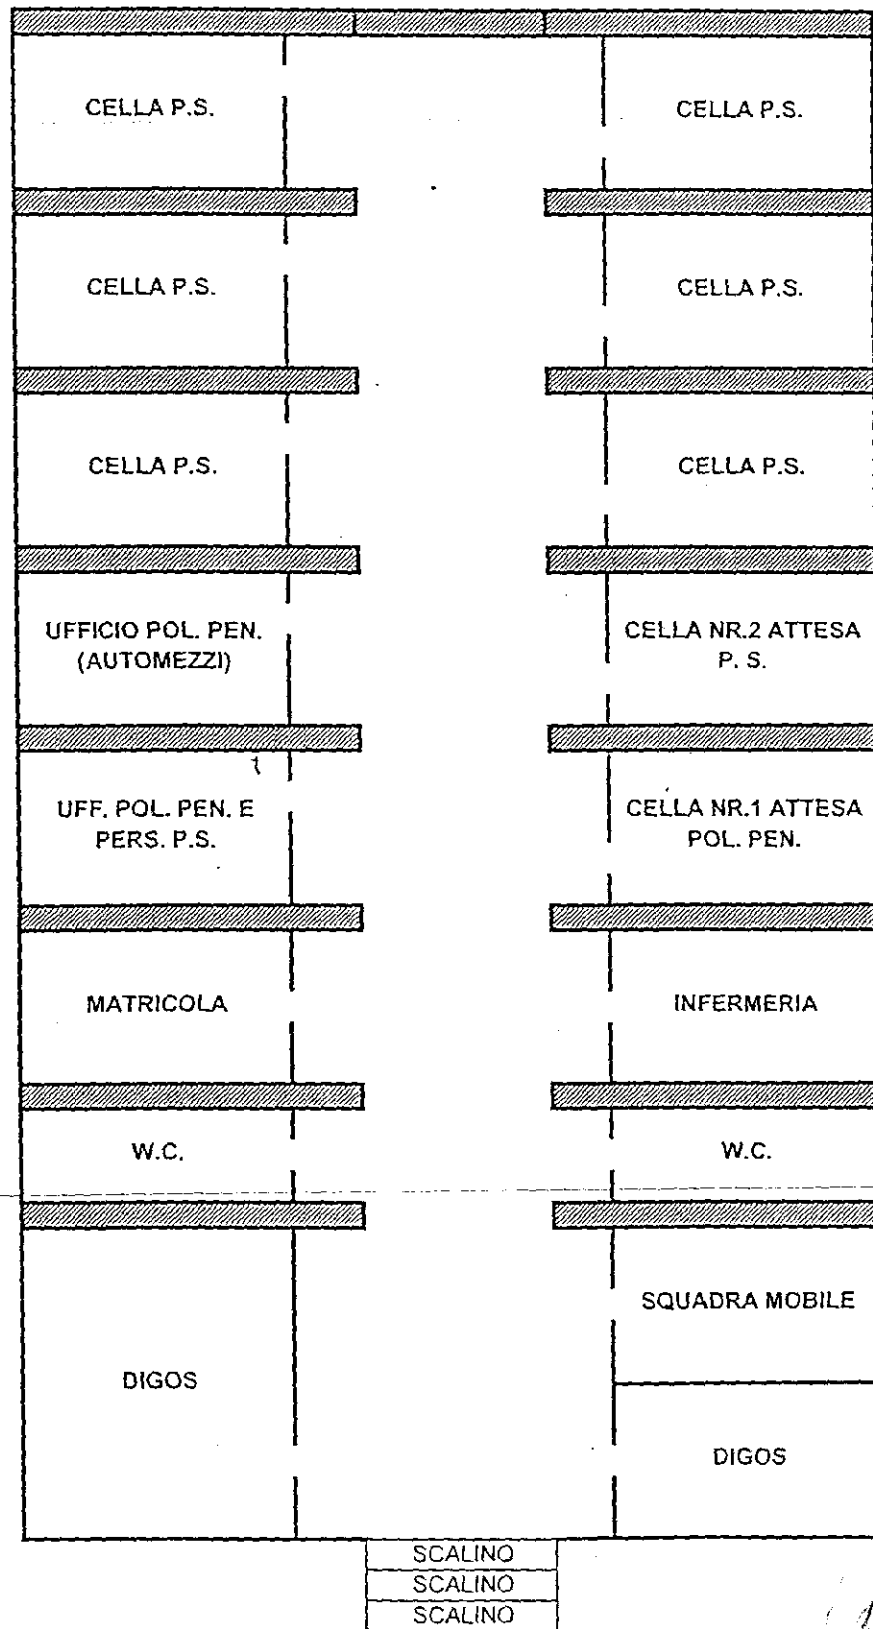 CELLA P.S.
CELLA P.S.
CELLA P.S.
CELLA P.S.
CELLA P.S.
CELLA P.S.
UFFICIO POL. PEN.
(AUTOMEZZI)
CELLA NR.2 ATTESA
P. S.
UFF. POL. PEN. E
PERS. P.S.
CELLA NR.1 ATTESA
POL. PEN.
MATRICOLA
INFERMERIA
W.C.
W.C.
SQUADRA MOBILE
DIGOS
DIGOS
SCALINO
SCALINO
SCALINO